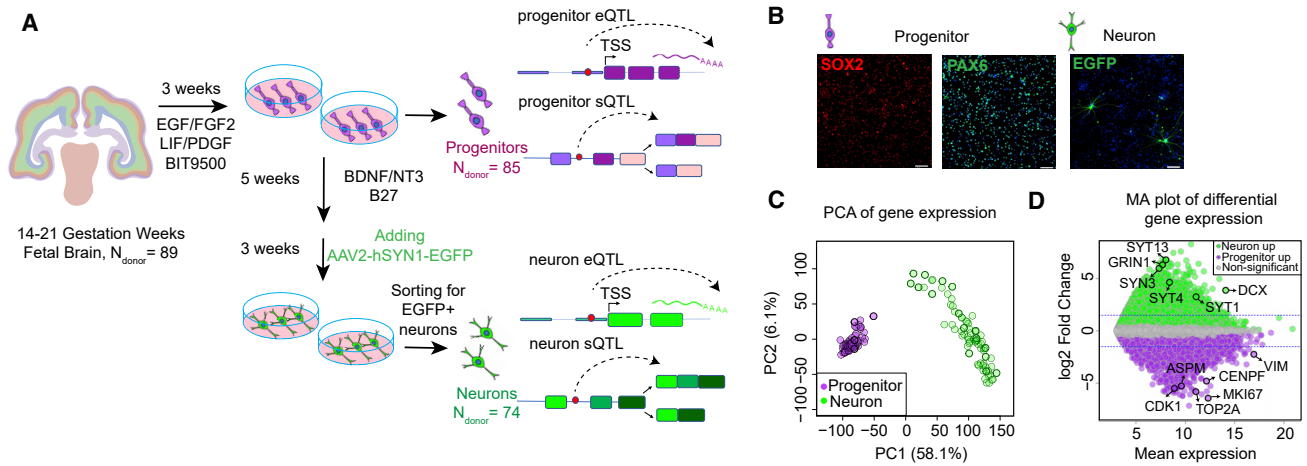 A
3 weeks
EGF/FGF2
LIF/PDGF
BIT9500
14-21 Gestation Weeks
Fetal Brain, Ndonor = 89
5 weeks
BDNF/NT3
B27
3 weeks
Adding
AAV2-hSYN1-EGFP
Sorting for
EGFP+
neurons
Progenitors
Ndonor = 85
Neurons
Ndonor = 74
progenitor eQTL
TSS
AAAA
progenitor sQTL
neuron eQTL
TSS
AAAA
neuron sQTL
B
Progenitor
Neuron
SOX2
PAX6
EGFP
C
PCA of gene expression
PC2 (6.1%)
100
50
0
−50
−100
Progenitor
Neuron
−100
−50
0
50
100
150
PC1 (58.1%)
D
MA plot of differential
gene expression
log2 Fold Change
5
0
−5
Neuron up
Progenitor up
Non-significant
SYT13
GRIN1
SYN3
SYT4
SYT1
DCX
ASPM
VIM
CENPF
MKI67
CDK1
TOP2A
5
10
15
20
Mean expression